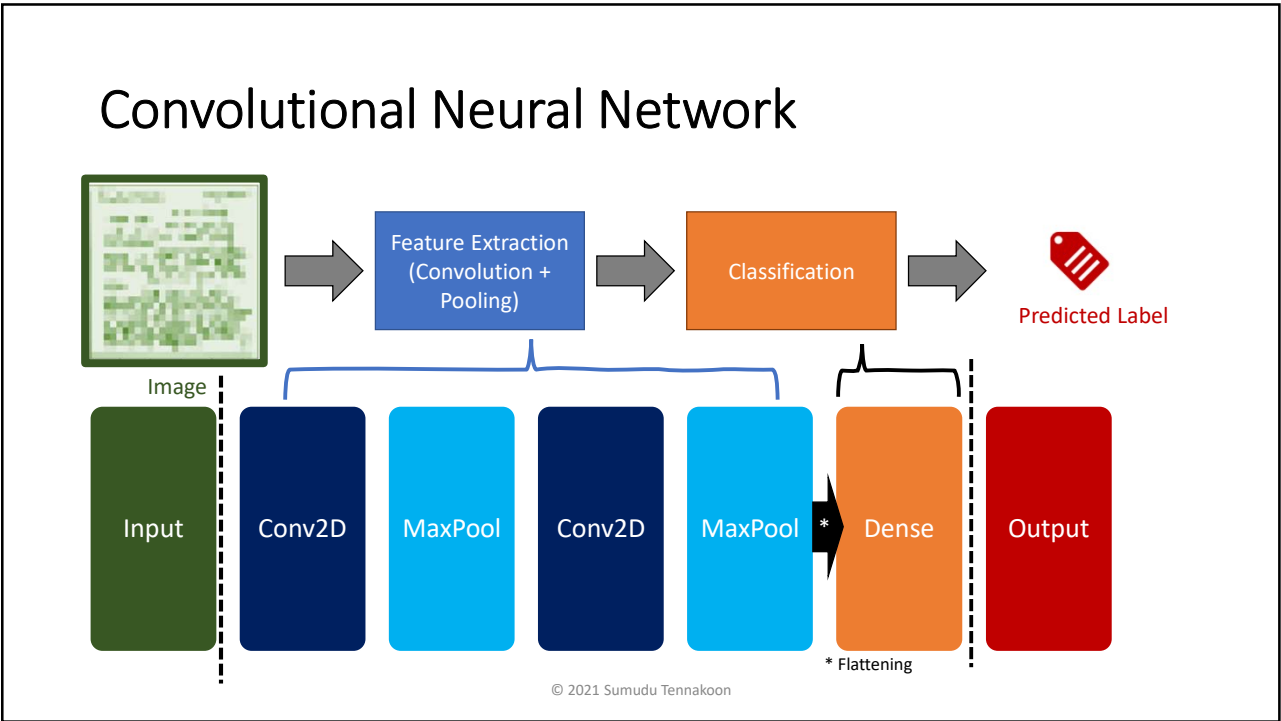 Convolutional Neural Network
Feature Extraction
(Convolution +
Pooling)
Classification
Predicted Label
Image
Input
Conv2D
MaxPool
Conv2D
MaxPool
*
Dense
Output
* Flattening
© 2021 Sumudu Tennakoon